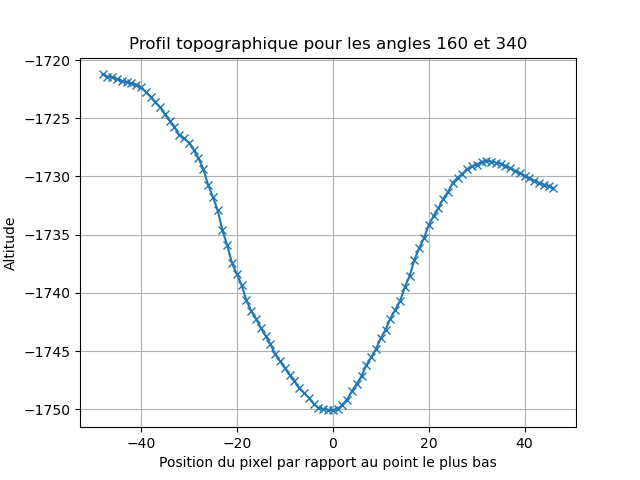 Profil topographique pour les angles 160 et 340
−1720
−1725
−1730
−1735
−1740
−1745
−1750
Altitude
−40 −20 0 20 40
Position du pixel par rapport au point le plus bas